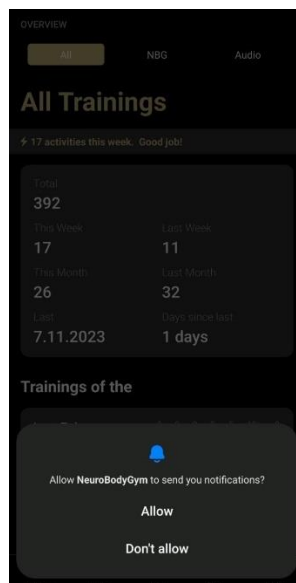 OVERVIEW
All NBG Audio
All Trainings
17 activities this week. Good job!
Total
392
This Week Last Week
17 11
This Month Last Month
26 32
Last Days since last
7.11.2023 1 days
Trainings of the
Allow NeuroBodyGym to send you notifications?
Allow
Don't allow